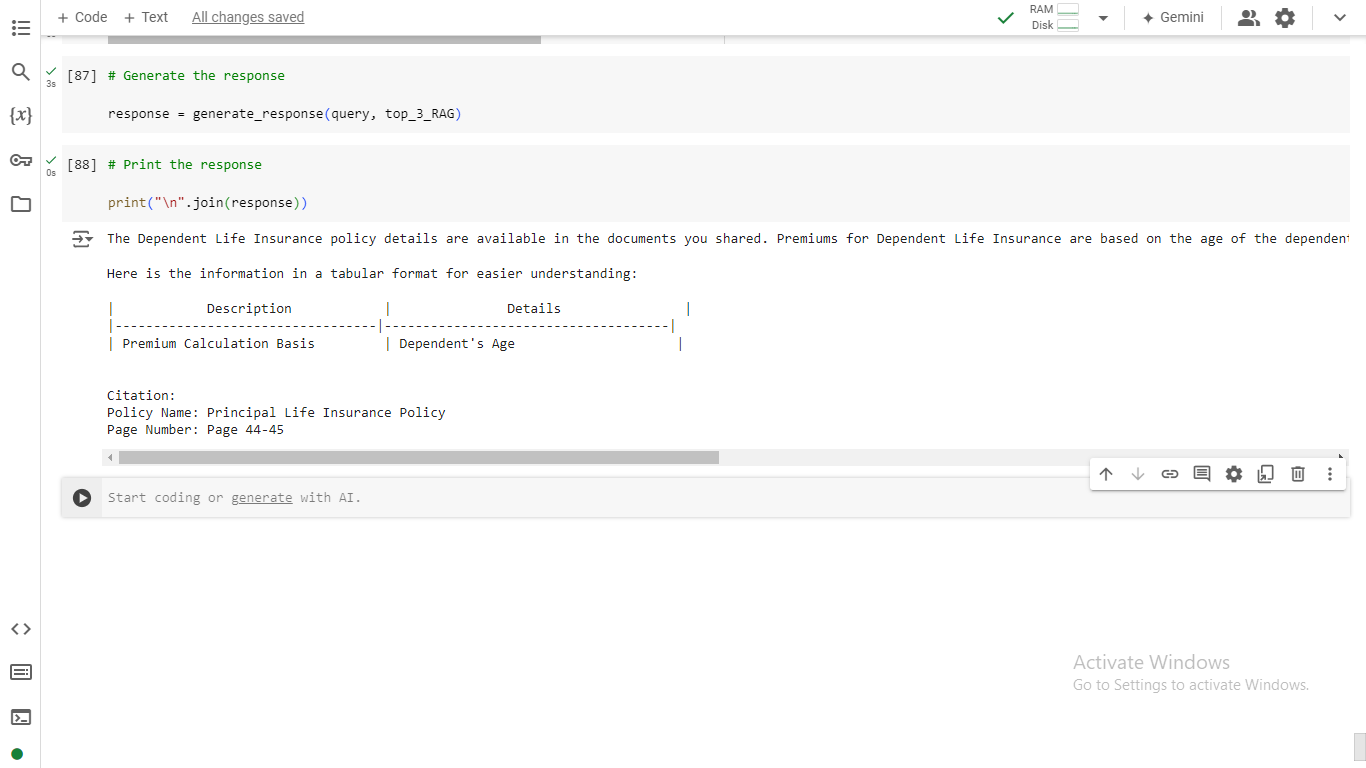 + Code + Text All changes saved
RAM
Disk
Gemini
[87] # Generate the response
3s
response = generate_response(query, top_3_RAG)
[88] # Print the response
0s
print("\n".join(response))
The Dependent Life Insurance policy details are available in the documents you shared. Premiums for Dependent Life Insurance are based on the age of the dependent
Here is the information in a tabular format for easier understanding:
| Description | Details |
|----------------------------------|-------------------------------------|
| Premium Calculation Basis | Dependent's Age |
Citation:
Policy Name: Principal Life Insurance Policy
Page Number: Page 44-45
Start coding or generate with AI.
Activate Windows
Go to Settings to activate Windows.